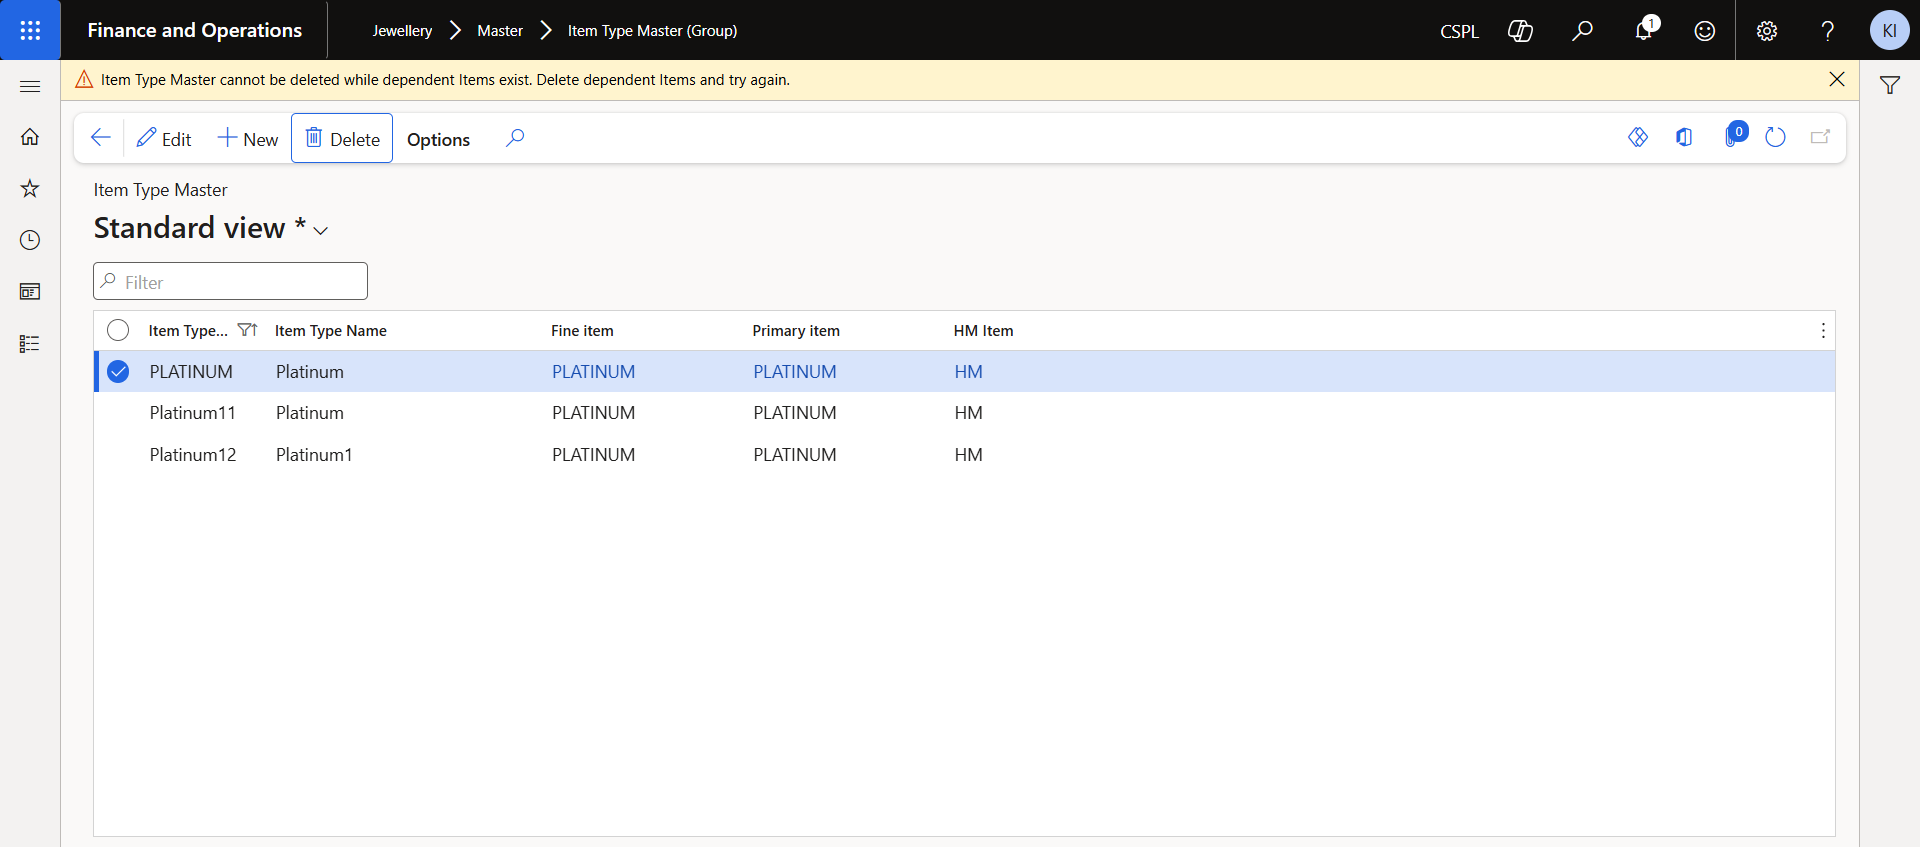 Finance and Operations
Jewellery Master Item Type Master (Group)
CSPL
1
KI
Item Type Master cannot be deleted while dependent Items exist. Delete dependent Items and try again.
Edit New Delete Options
0
Item Type Master
Standard view *
Filter
Item Type... Item Type Name Fine item Primary item HM Item
PLATINUM Platinum PLATINUM PLATINUM HM
Platinum11 Platinum PLATINUM PLATINUM HM
Platinum12 Platinum1 PLATINUM PLATINUM HM